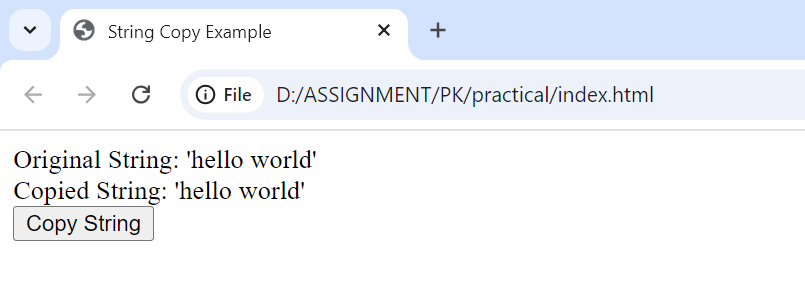 String Copy Example
File D:/ASSIGNMENT/PK/practical/index.html
Original String: 'hello world'
Copied String: 'hello world'
Copy String